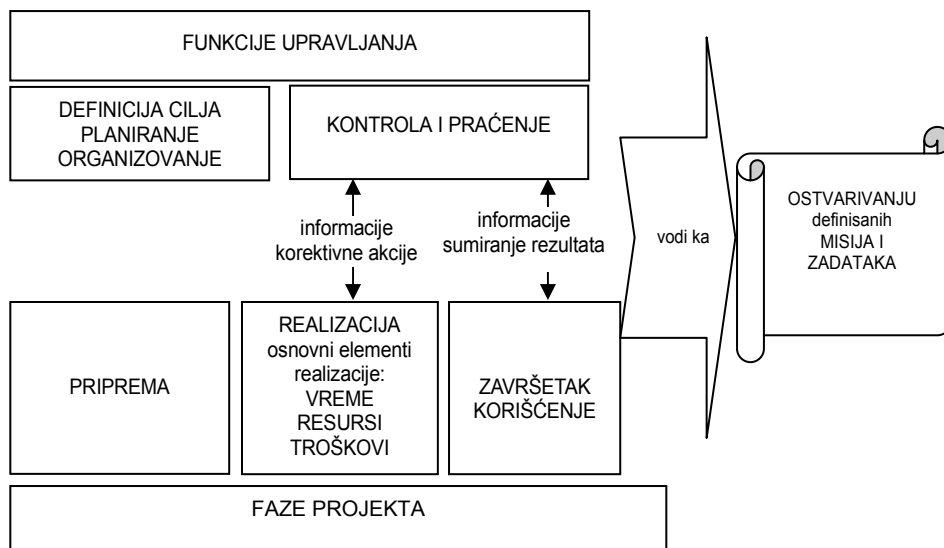 FUNKCIJE UPRAVLJANJA
DEFINICIJA CILJA
PLANIRANJE
ORGANIZOVANJE
KONTROLA I PRAĆENJE
informacije
korektivne akcije
informacije
sumiranje rezultata
vodi ka
OSTVARIVANJU
definisanih
MISIJA I
ZADATAKA
PRIPREMA
REALIZACIJA
osnovni elementi
realizacije:
VREME
RESURSI
TROŠKOVI
ZAVRŠETAK
KORIŠĆENJE
FAZE PROJEKTA